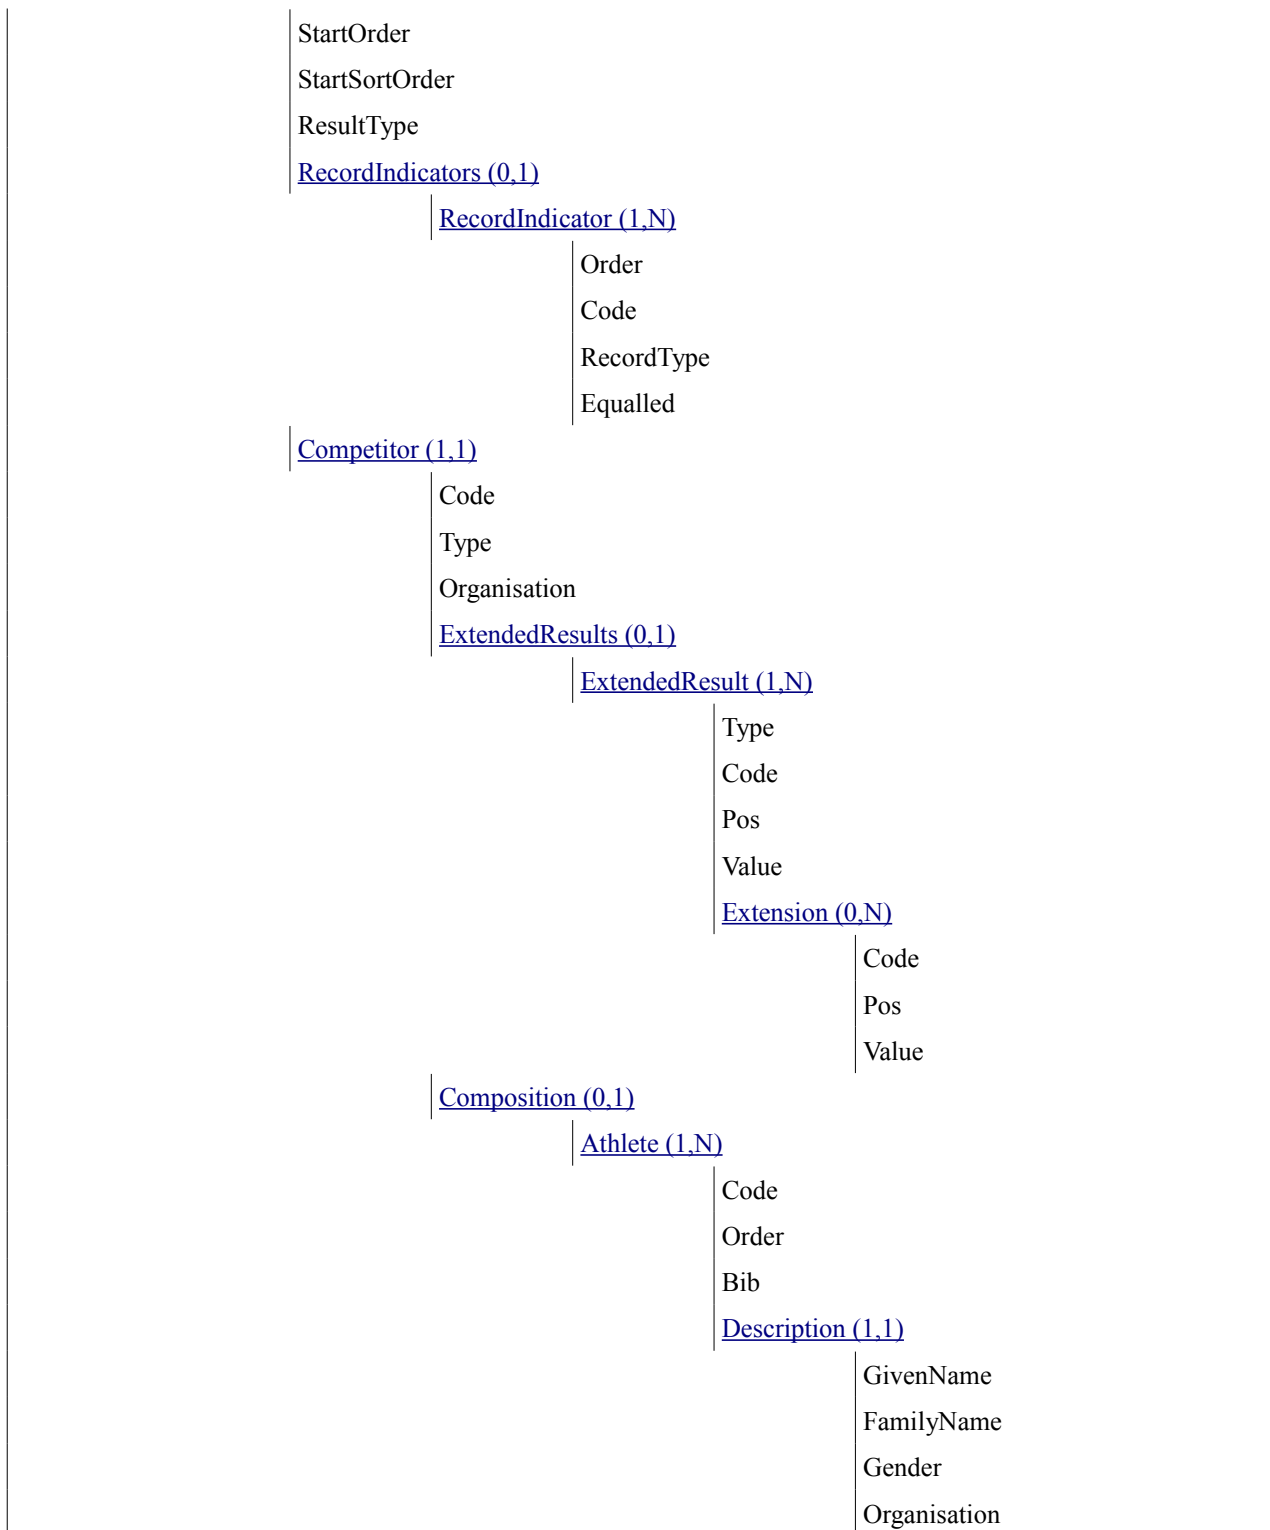 StartOrder
StartSortOrder
ResultType
RecordIndicators (0,1)
RecordIndicator (1,N)
Order
Code
RecordType
Equalled
Competitor (1,1)
Code
Type
Organisation
ExtendedResults (0,1)
ExtendedResult (1,N)
Type
Code
Pos
Value
Extension (0,N)
Code
Pos
Value
Composition (0,1)
Athlete (1,N)
Code
Order
Bib
Description (1,1)
GivenName
FamilyName
Gender
Organisation